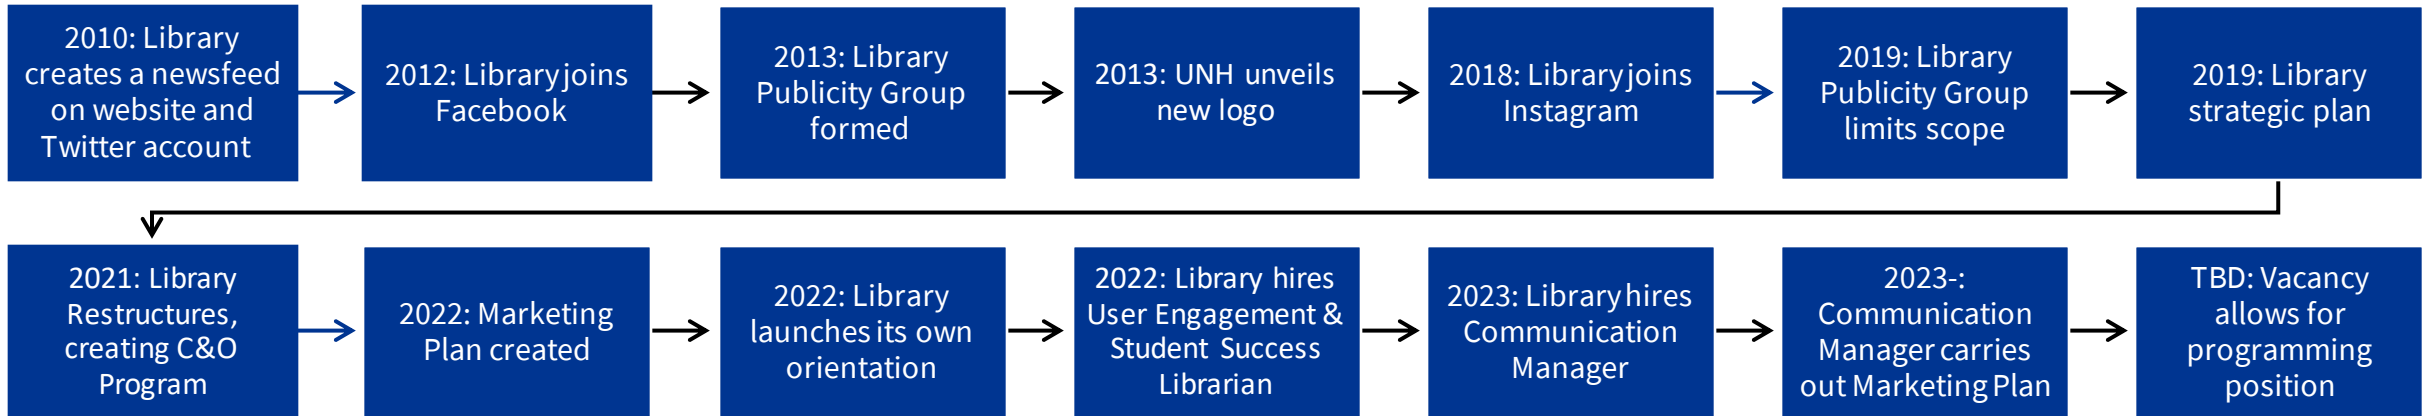 2010: Library
creates a newsfeed
on website and
Twitter account
2012: Library joins
Facebook
2013: Library
Publicity Group
formed
2013: UNH unveils
new logo
2018: Library joins
Instagram
2019: Library
Publicity Group
limits scope
2019: Library
strategic plan
2021: Library
Restructures,
creating C&O
Program
2022: Marketing
Plan created
2022: Library
launches its own
orientation
2022: Library hires
User Engagement &
Student Success
Librarian
2023: Library hires
Communication
Manager
2023-:
Communication
Manager carries
out Marketing Plan
TBD: Vacancy
allows for
programming
position